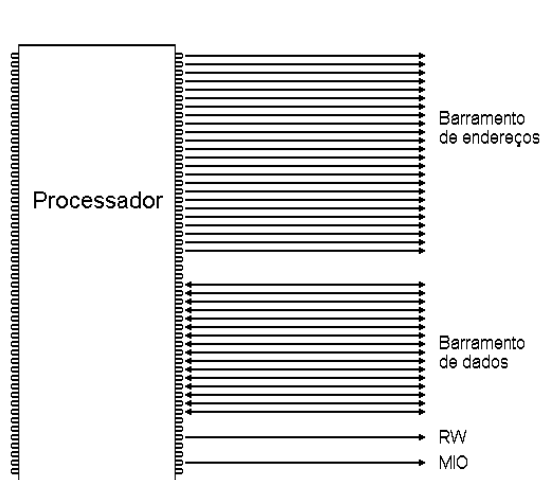 Barramento
de endereços
Processador
Barramento
de dados
RW
MIO